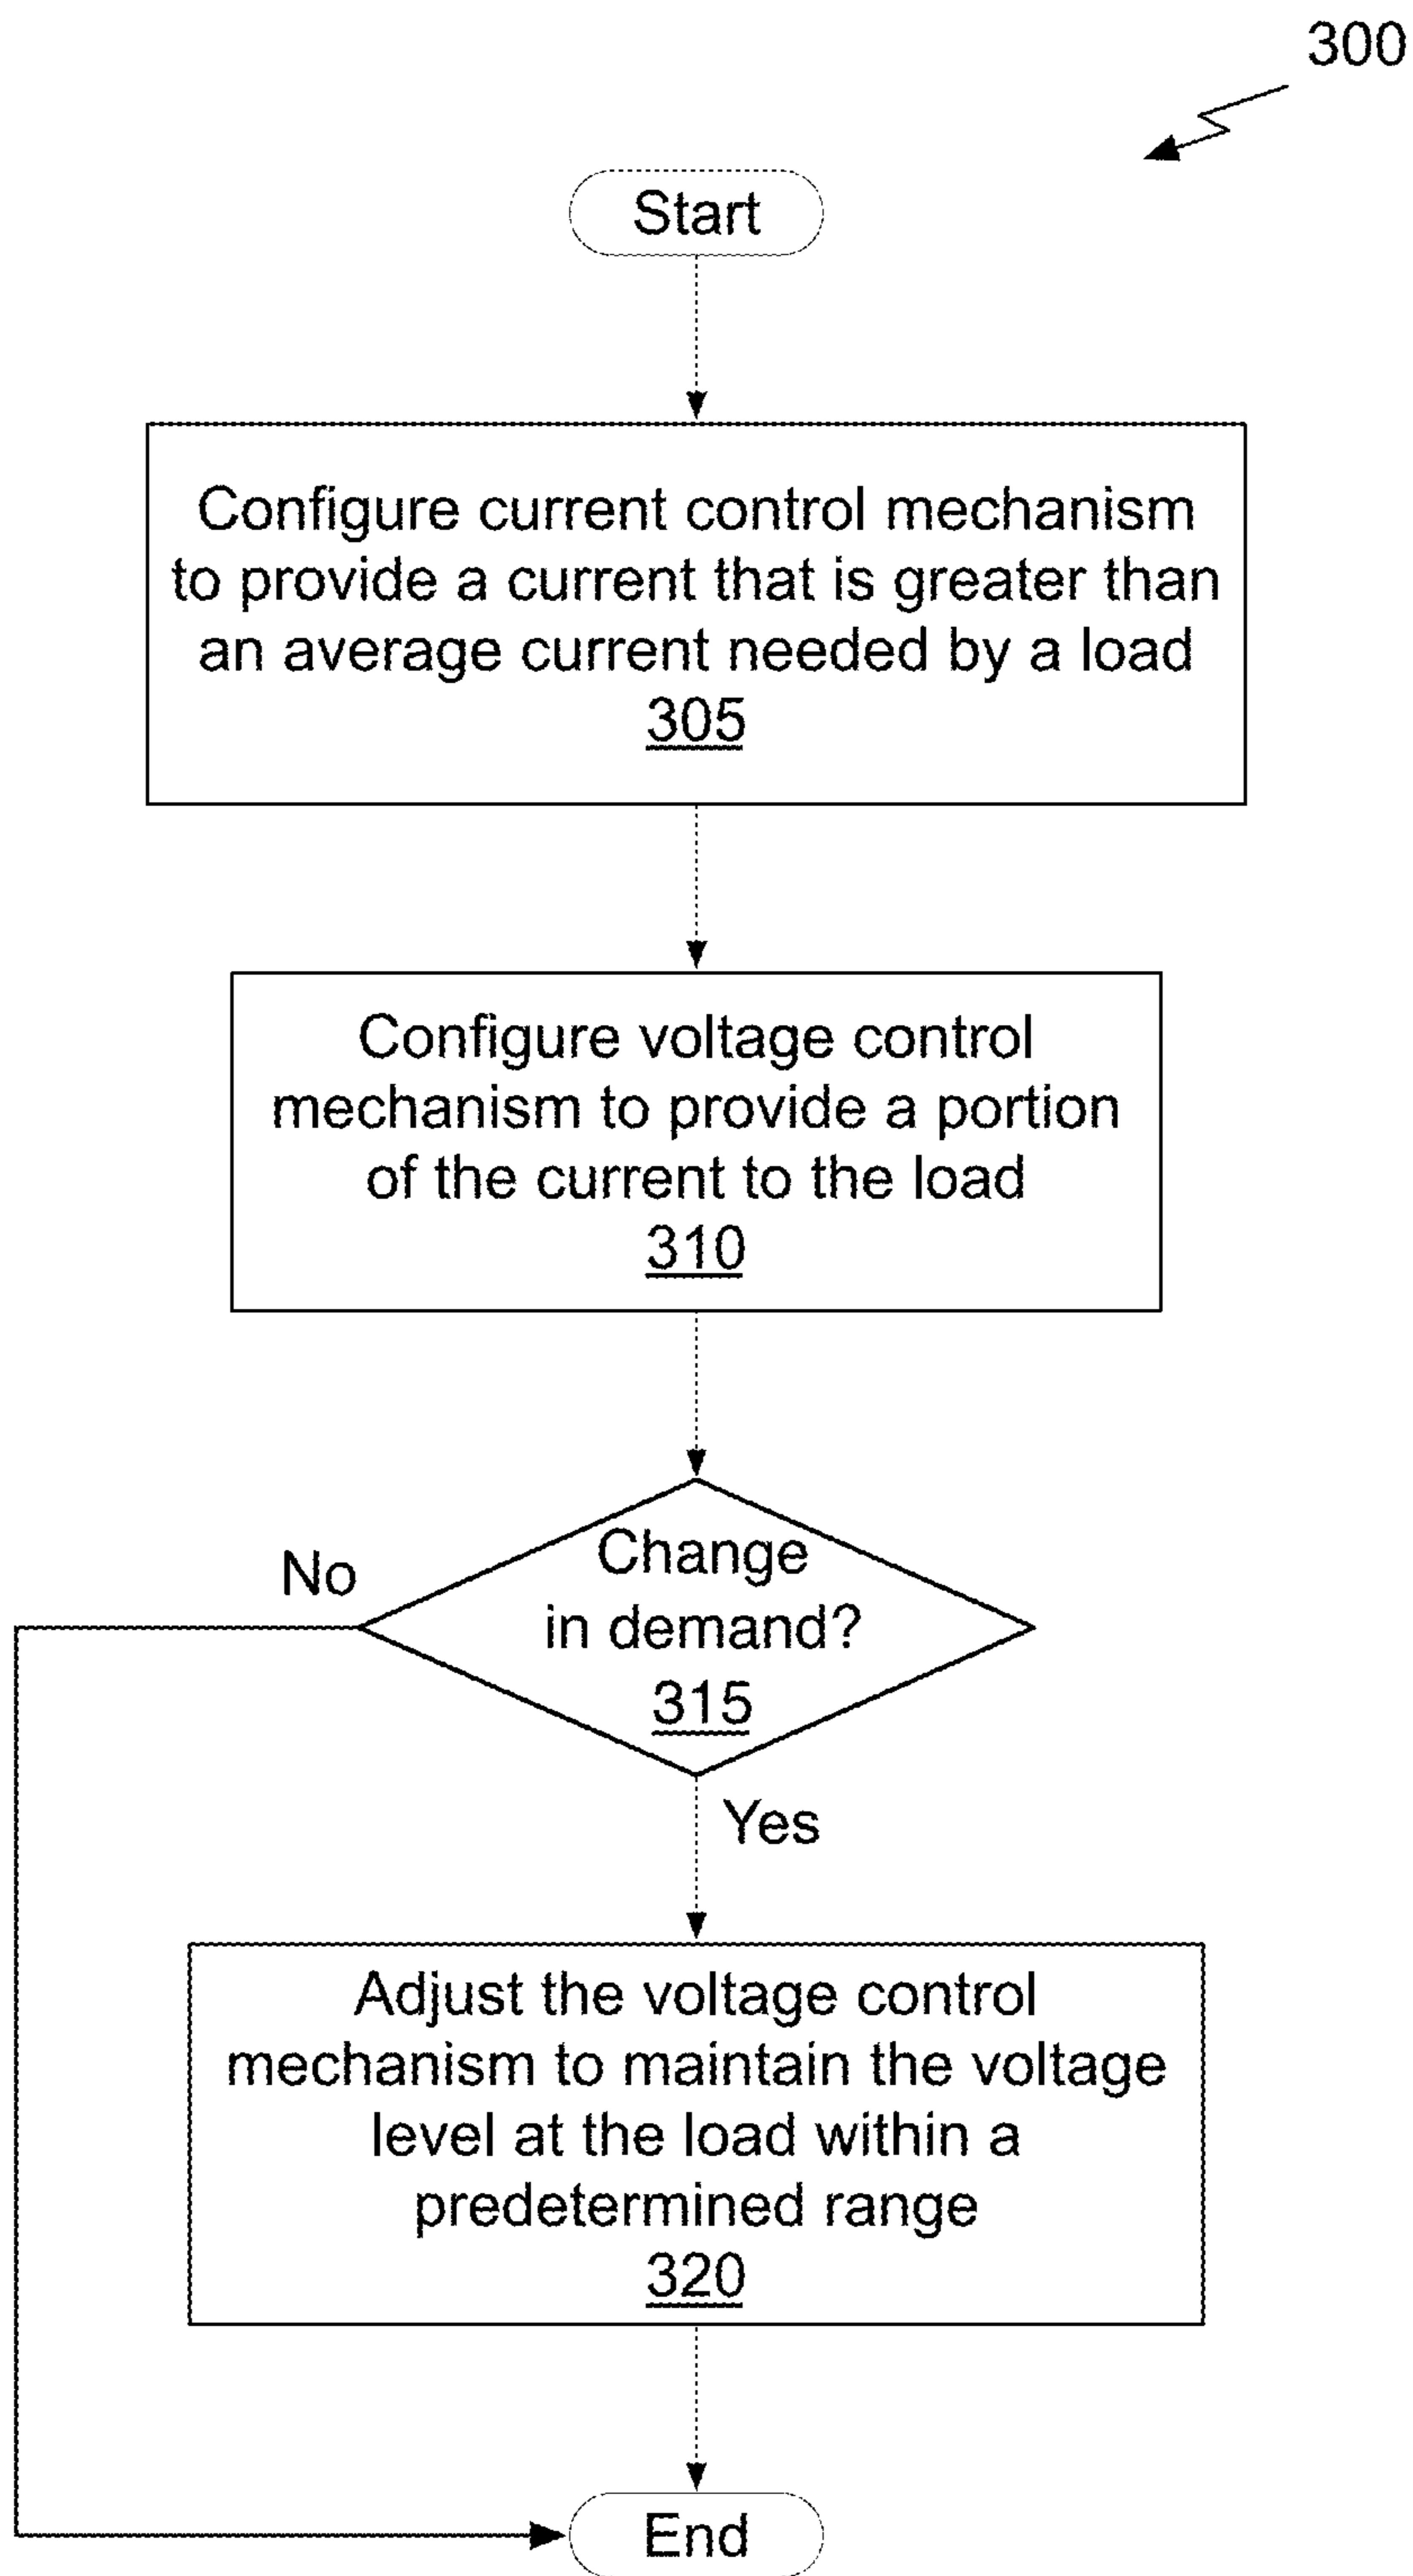 300
Start
Configure current control mechanism
to provide a current that is greater than
an average current needed by a load
305
Configure voltage control
mechanism to provide a portion
of the current to the load
310
Change
in demand?
315
No
Yes
Adjust the voltage control
mechanism to maintain the voltage
level at the load within a
predetermined range
320
End